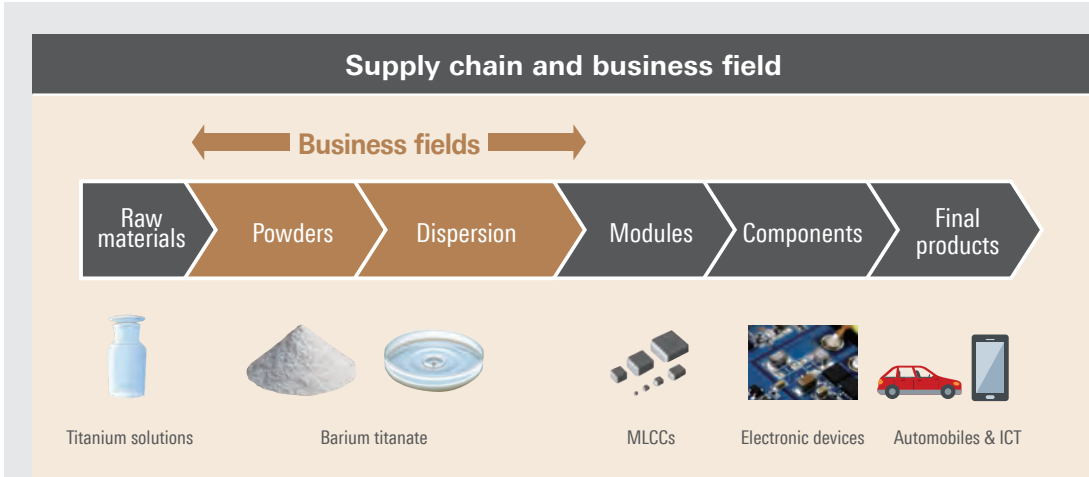 Supply chain and business field
Business fields
Raw
materials
Powders
Dispersion
Modules
Components
Final
products
Titanium solutions
Barium titanate
MLCCs
Electronic devices
Automobiles & ICT